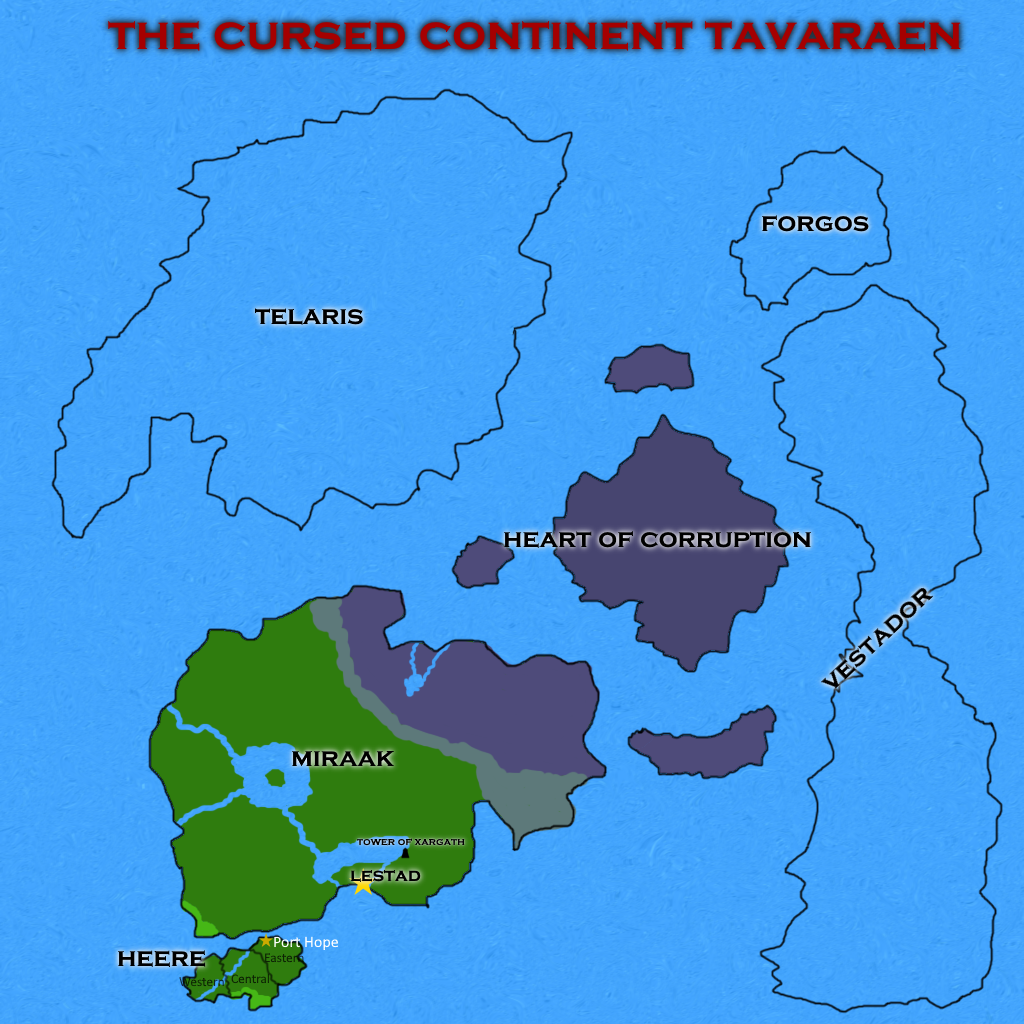 THE CURSED CONTINENT TAVARAEN
FORGOS
TELARIS
HEART OF CORRUPTION
VESTADOR
MIRAAK
TOWER OF XARGATH
LESTAD
Port Hope
HEERE
Eastern
Western
Central